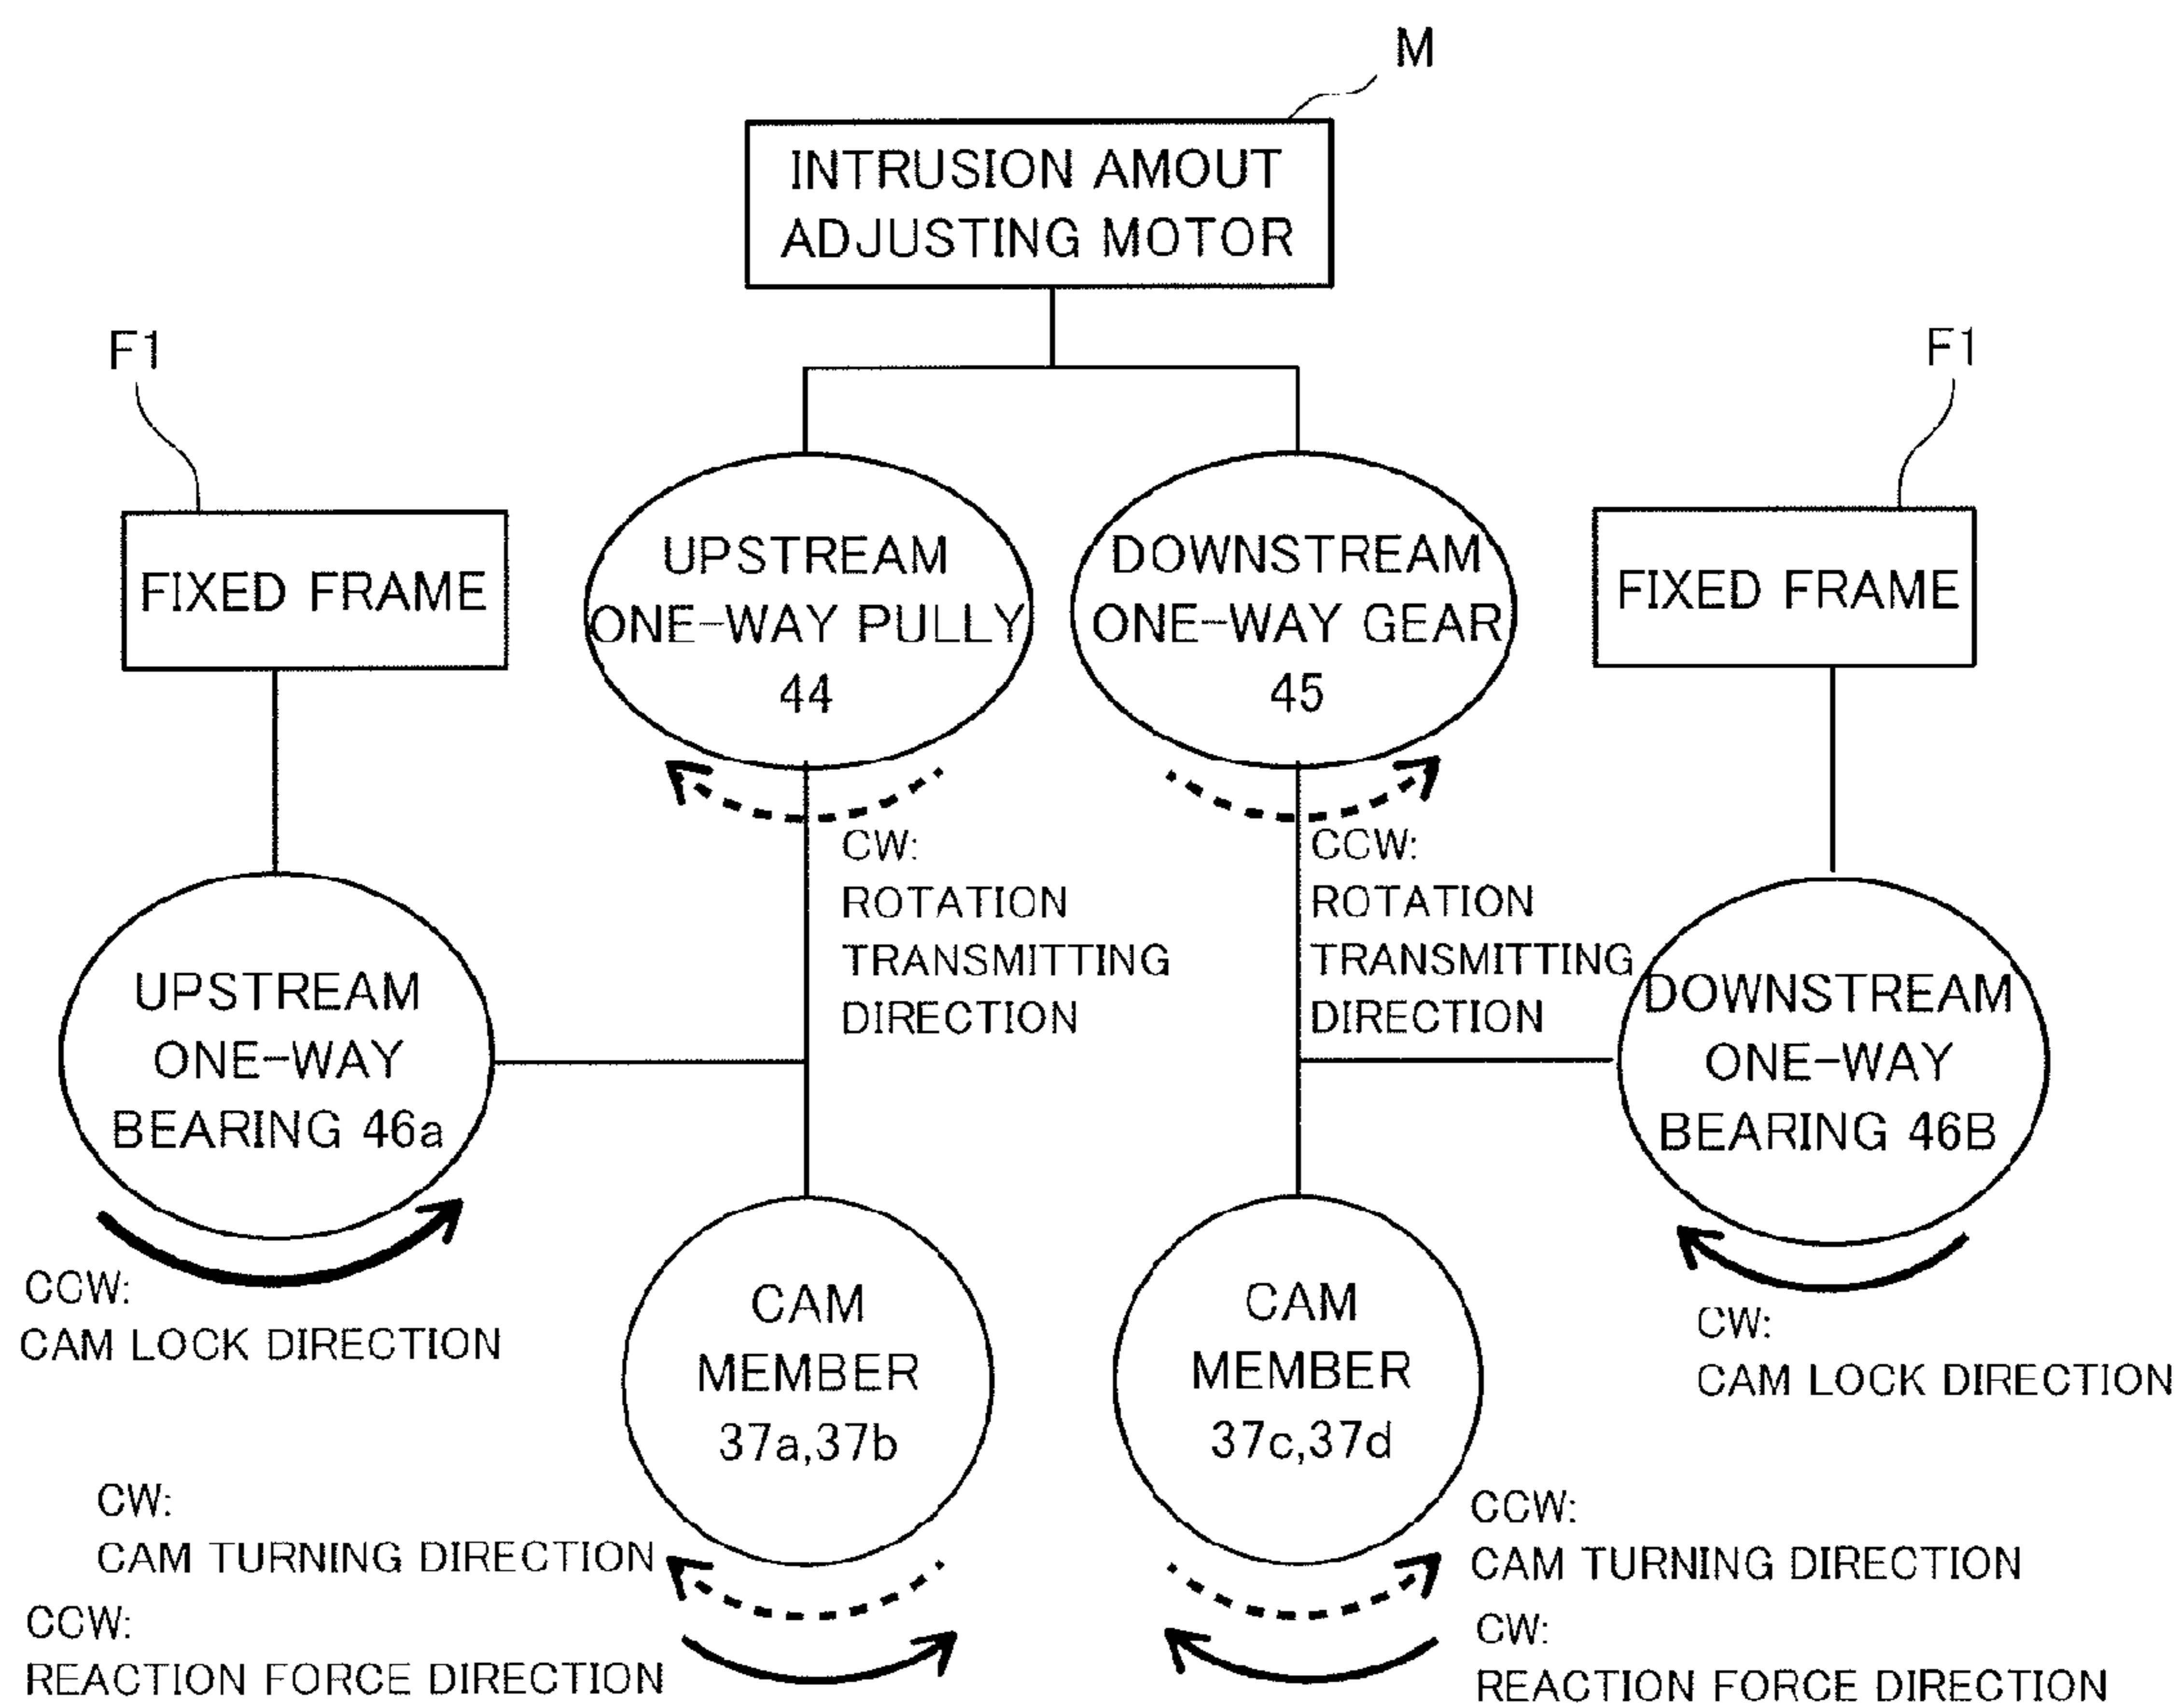 M
INTRUSION AMOUT
ADJUSTING MOTOR
F1
F1
FIXED FRAME
UPSTREAM
ONE-WAY PULLY
44
DOWNSTREAM
ONE-WAY GEAR
45
FIXED FRAME
CW:
ROTATION
TRANSMITTING
DIRECTION
CCW:
ROTATION
TRANSMITTING
DIRECTION
UPSTREAM
ONE-WAY
BEARING 46a
DOWNSTREAM
ONE-WAY
BEARING 46B
CCW:
CAM LOCK DIRECTION
CAM
MEMBER
37a,37b
CAM
MEMBER
37c,37d
CW:
CAM LOCK DIRECTION
CW:
CAM TURNING DIRECTION
CCW:
REACTION FORCE DIRECTION
CCW:
CAM TURNING DIRECTION
CW:
REACTION FORCE DIRECTION